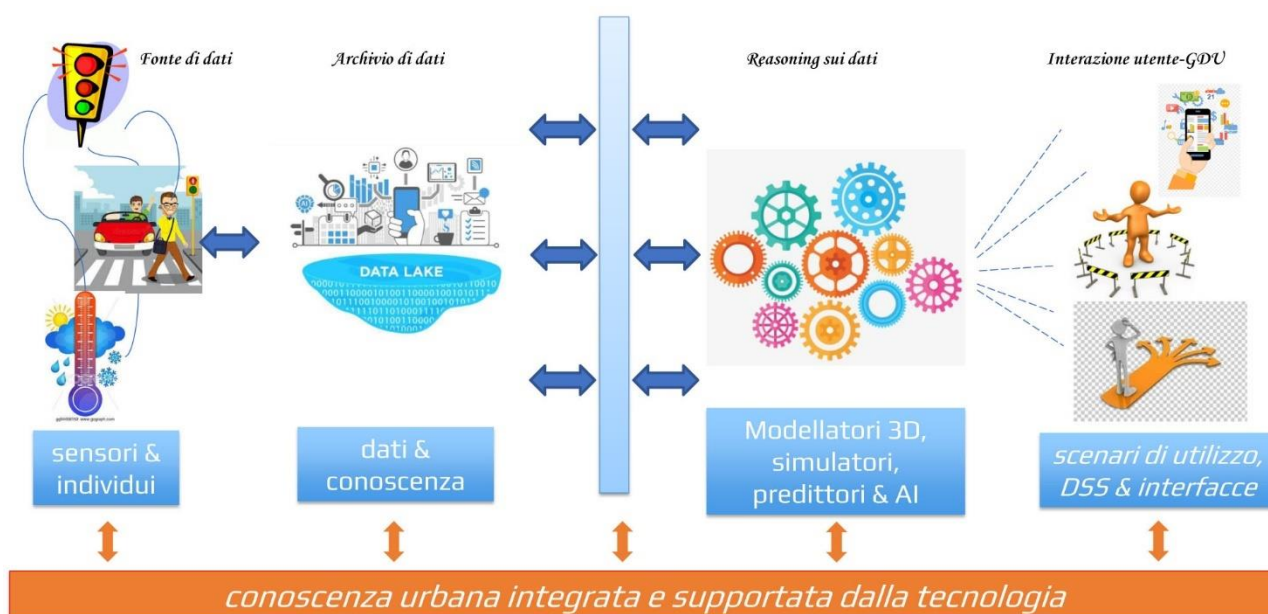 Fonte di dati
Archivio di dati
Reasoning sui dati
Interazione utente-GDU
DATA LAKE
sensori &
individui
dati &
conoscenza
Modellatori 3D,
simulatori,
predittori & AI
scenari di utilizzo,
DSS & interfacce
conoscenza urbana integrata e supportata dalla tecnologia